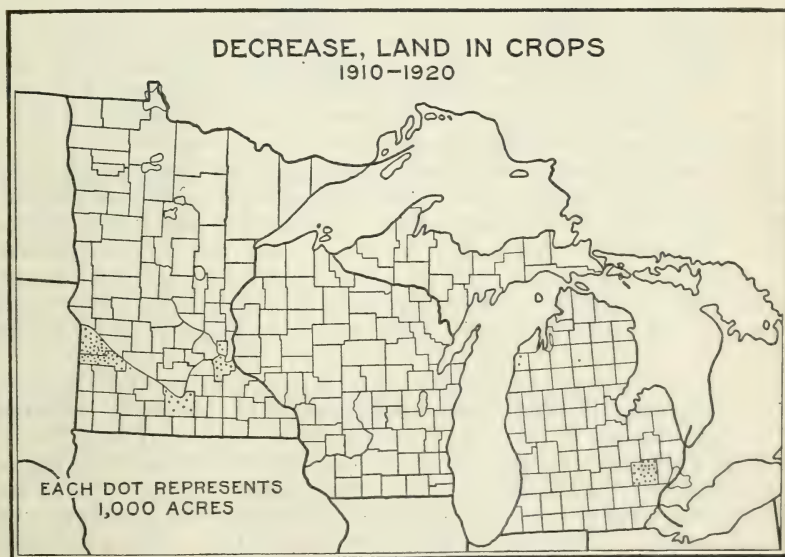 DECREASE, LAND IN CROPS
1910-1920
EACH DOT REPRESENTS
1,000 ACRES